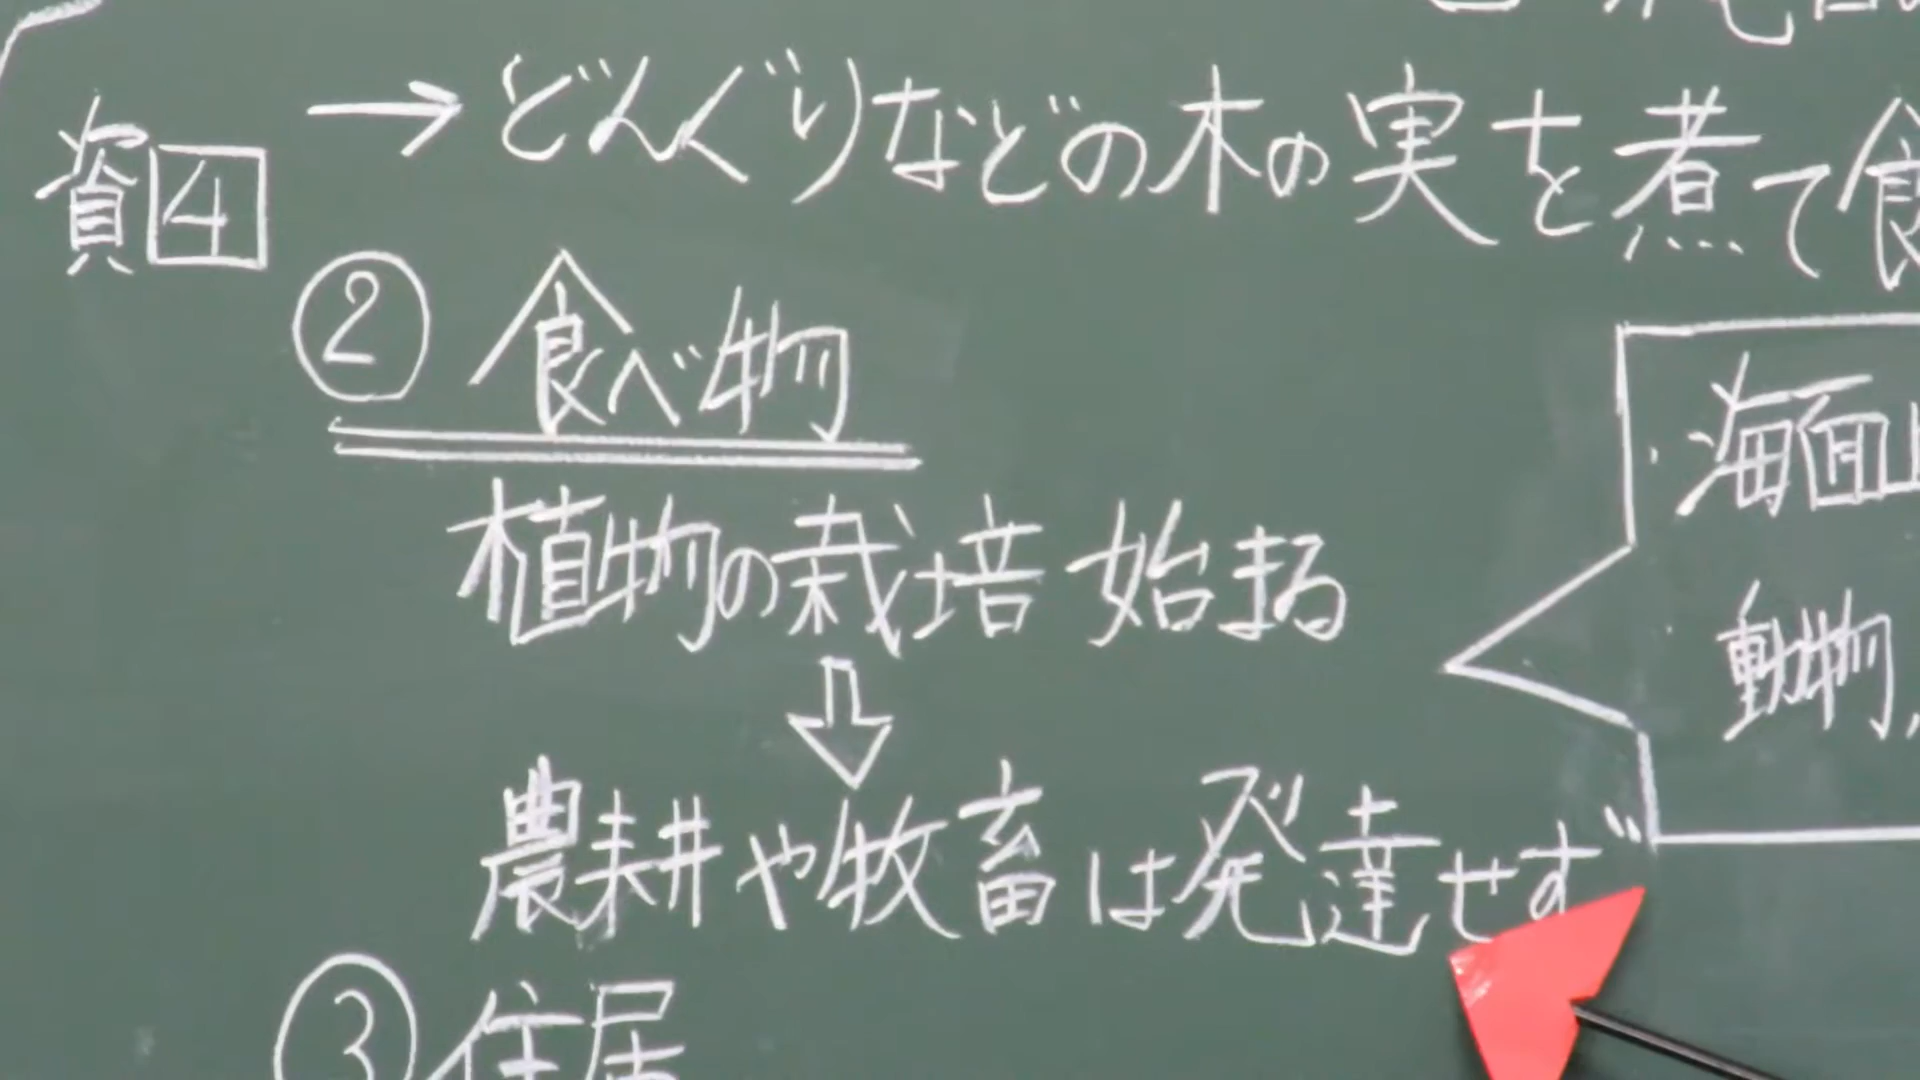 →どんぐりなどの木の実を煮て食
資4
②食べ物
植物の栽培始まる
農耕や牧畜は発達せず
海面
動物
③住居